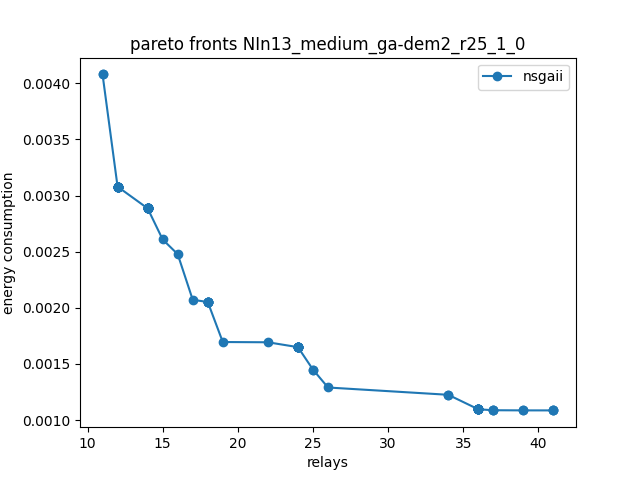 pareto fronts NIn13_medium_ga-dem2_r25_1_0
nsgaii
energy consumption
0.0040
0.0035
0.0030
0.0025
0.0020
0.0015
0.0010
10 15 20 25 30 35 40
relays